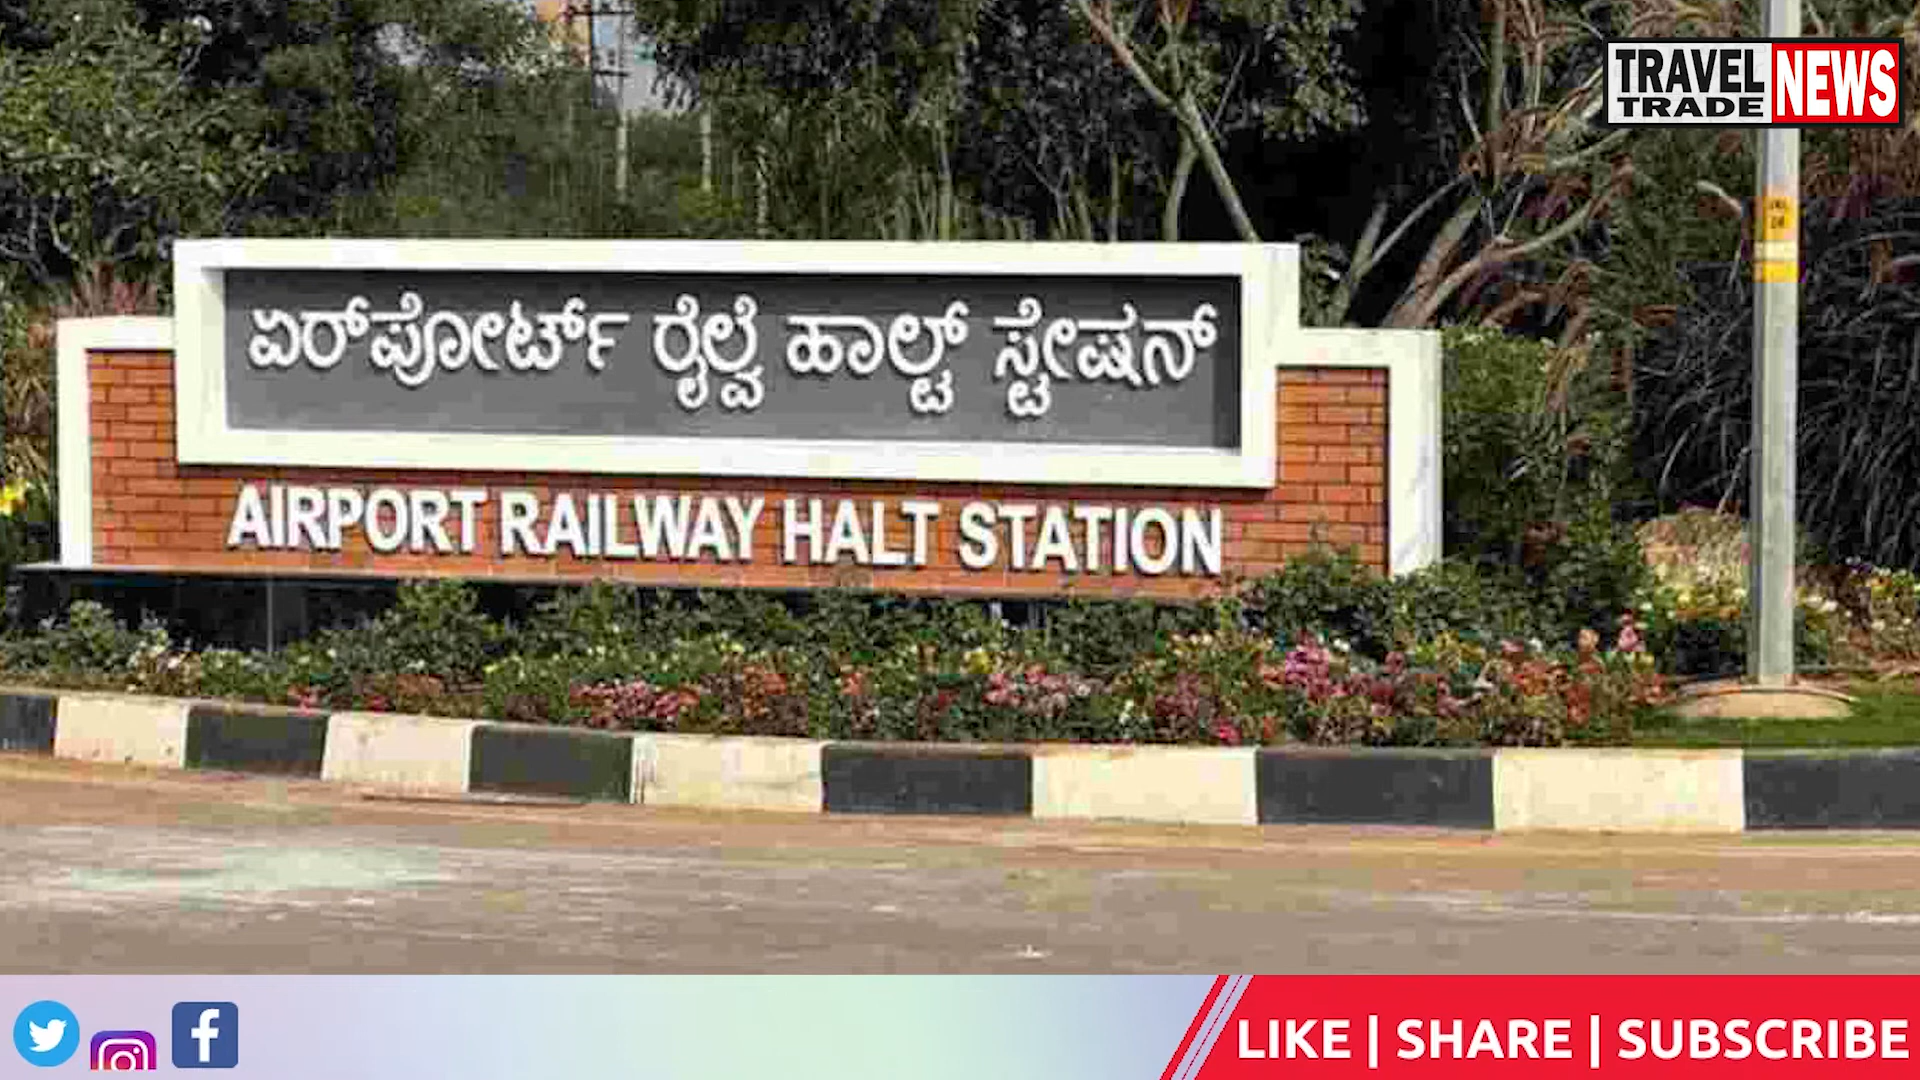 TRAVEL NEWS
TRADE
ಏರ್‌ಪೋರ್ಟ್ ರೈಲ್ವೆ ಹಾಲ್ಟ್ ಸ್ಟೇಷನ್
AIRPORT RAILWAY HALT STATION
LIKE | SHARE | SUBSCRIBE